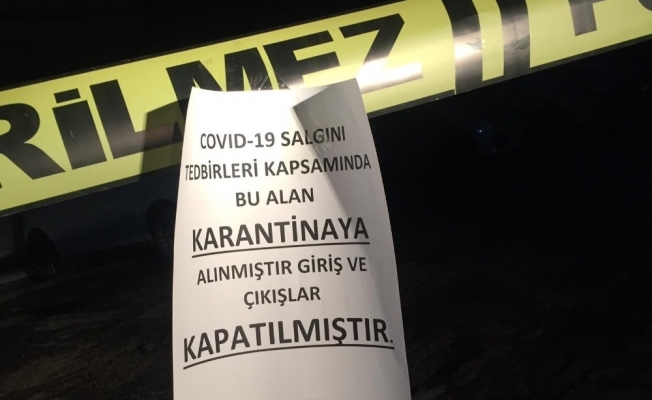 RİLMEZ
COVID-19 SALGINI
TEDBİRLERİ KAPSAMINDA
BU ALAN
KARANTİNAYA
ALINMIŞTIR GİRİŞ VE
ÇIKIŞLAR
KAPATILMIŞTIR.